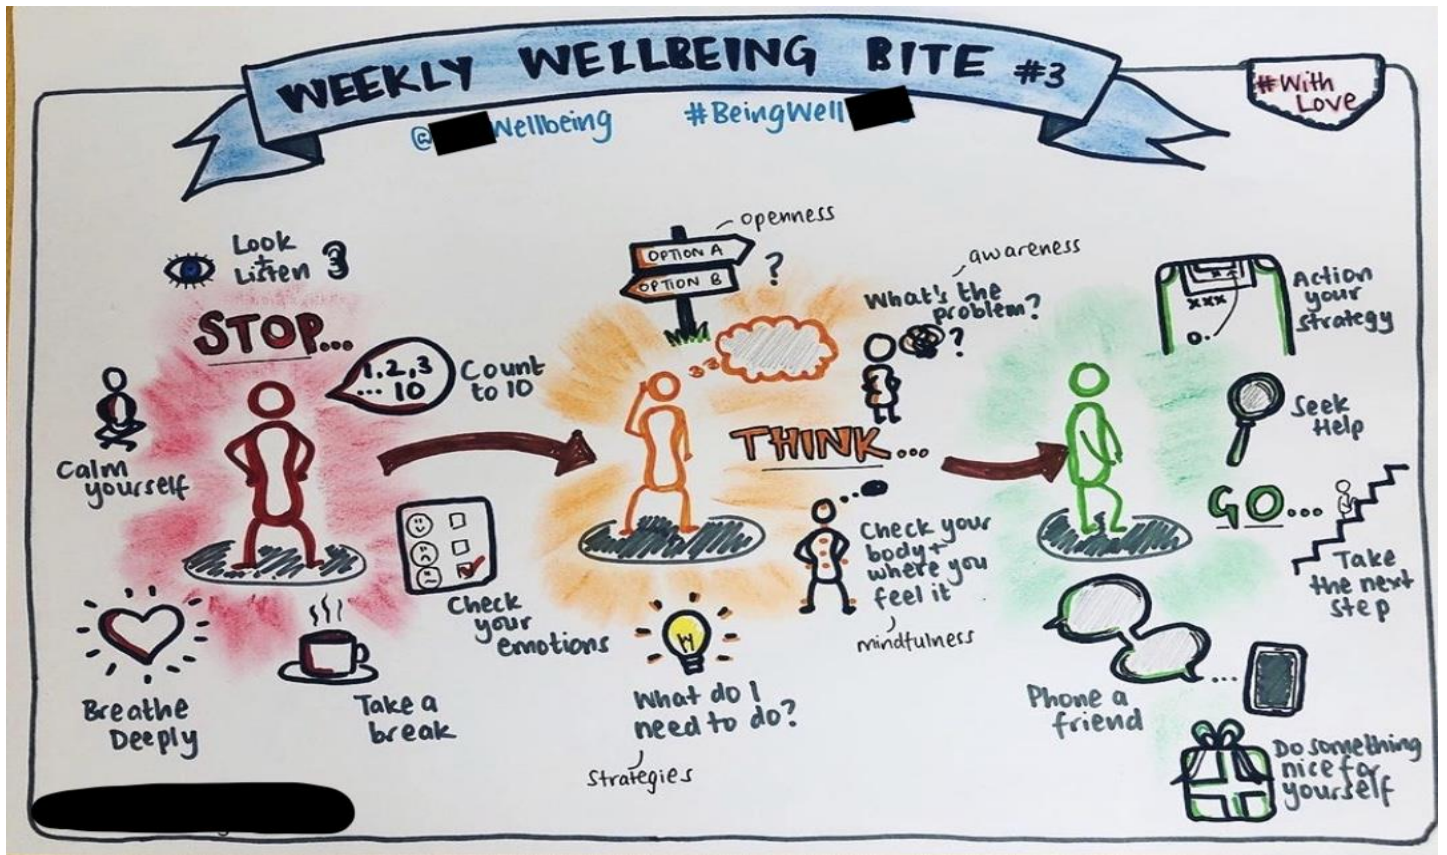 WEEKLY WELLBEING BITE #3
#With
Love
@ Wellbeing
#BeingWell
Look
+
Listen
STOP...
1, 2, 3
... 10
Count
to 10
Calm
yourself
Check
your
emotions
Breathe
Deeply
Take a
break
openness
OPTION A
OPTION B
?
awareness
What's the
problem?
?
THINK...
Check your
body +
where you
feel it
mindfulness
What do I
need to do?
strategies
xx
xxx
o
Action
your
strategy
Seek
Help
GO...
Take
the next
step
Phone a
friend
...
Do something
nice for
yourself